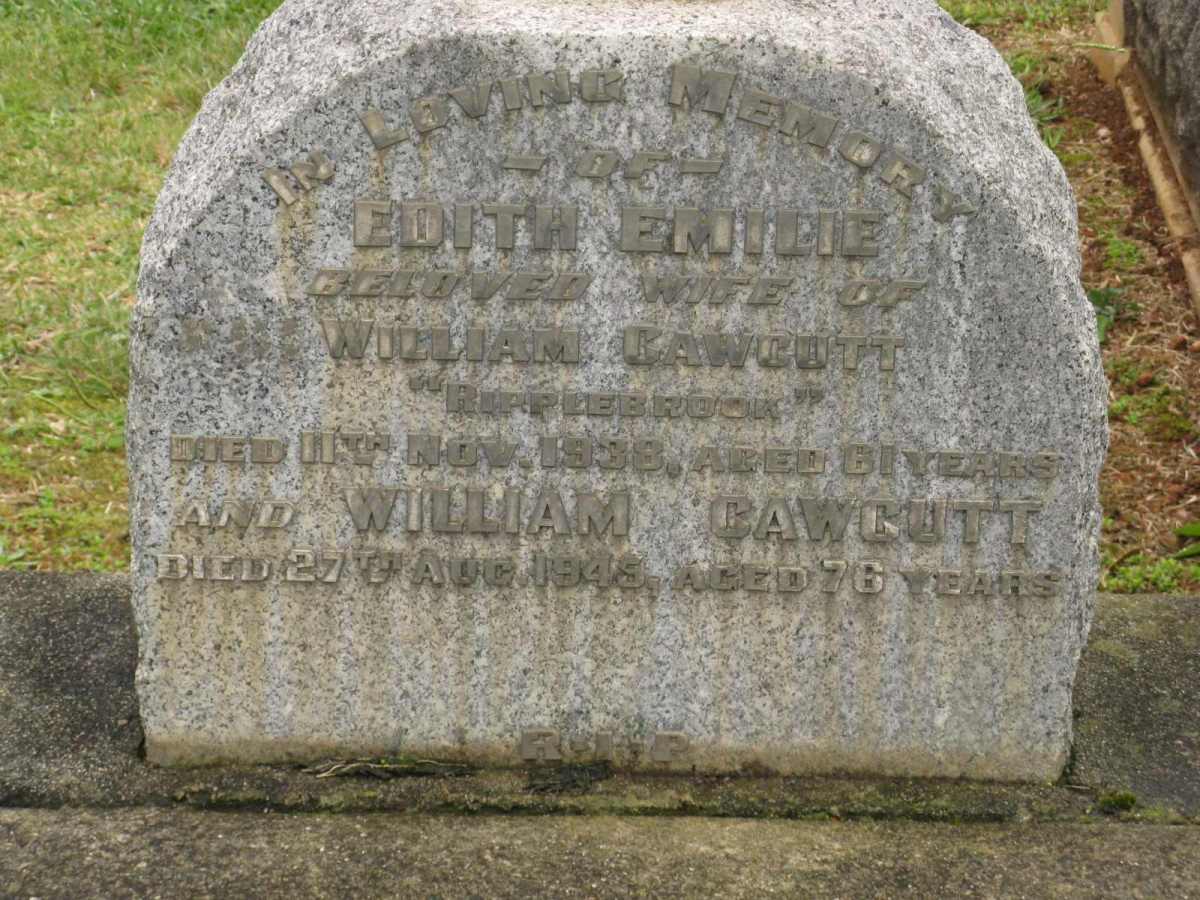 IN LOVING MEMORY
- OF -
EDITH EMILIE
BELOVED WIFE OF
WILLIAM CAWCUTT
"RIPPLEBROOK"
DIED 11TH NOV. 1938, AGED 61 YEARS
AND WILLIAM CAWCUTT
DIED 27TH AUG. 1945, AGED 76 YEARS
R·I·P